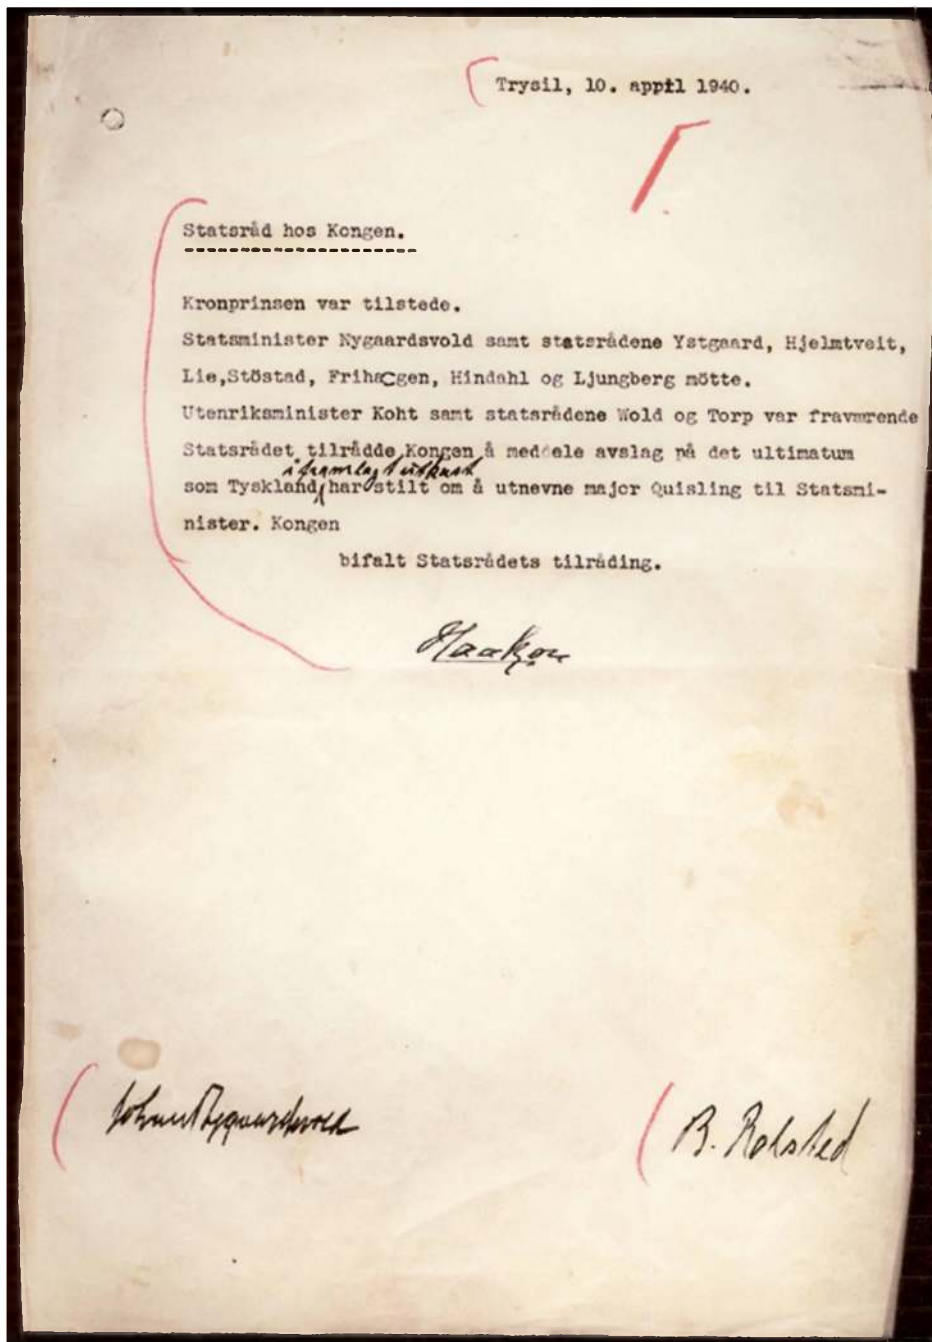 Trysil, 10. april 1940.
Statsråd hos Kongen.
Kronprinsen var tilstede.
Statsminister Nygaardsvold samt statsrådene Ystgaard, Hjelmtveit,
Lie,Støstad, Frihagen, Hindahl og Ljungberg møtte.
Utenriksminister Koht samt statsrådene Wold og Torp var fraværende
Statsrådet tilrådde Kongen å meddele avslag på det ultimatum
i framlagt utkast
som Tyskland har stilt om å utnevne major Quisling til Statsmi-
nister. Kongen
bifalt Statsrådets tilråding.
Haakon
Johan Nygaardsvold
B. Rolsted